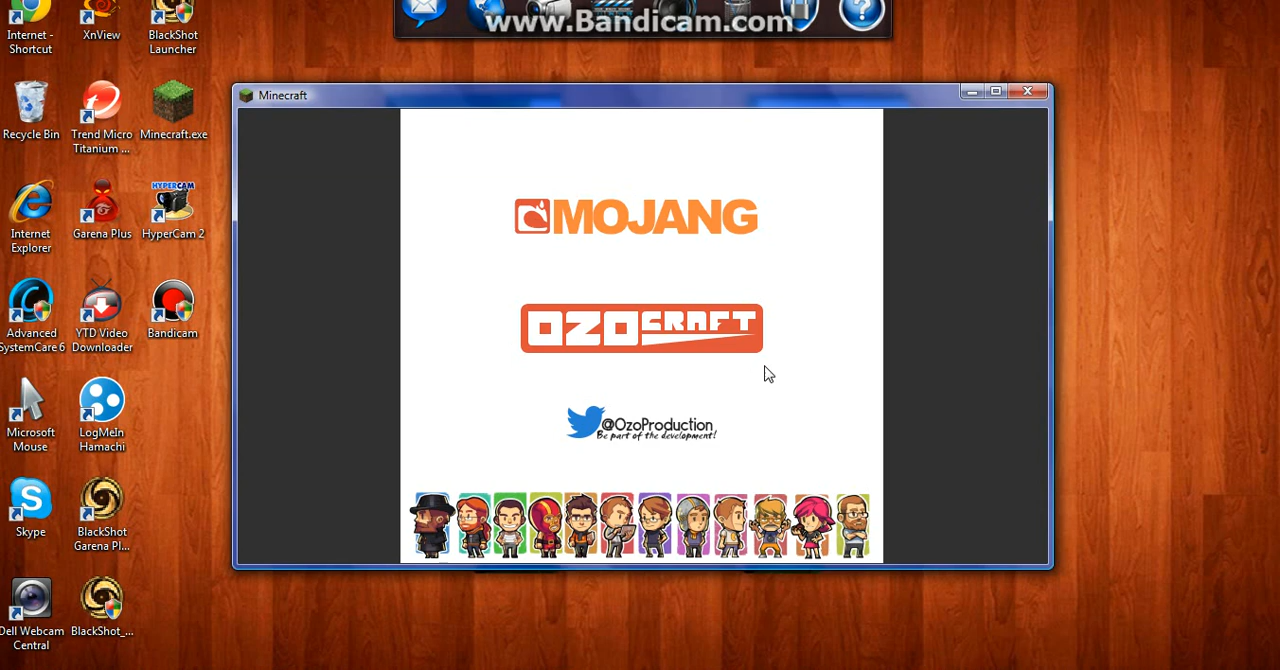 www.Bandicam.com
Internet -
Shortcut
XnView
BlackShot
Launcher
Recycle Bin
Trend Micro
Titanium ...
Minecraft.exe
HYPERCAM
Internet
Explorer
Garena Plus
HyperCam 2
Advanced
SystemCare 6
YTD Video
Downloader
Bandicam
Microsoft
Mouse
LogMeIn
Hamachi
Skype
BlackShot
Garena Pl...
Dell Webcam
Central
BlackShot_...
Minecraft
MOJANG
OZOCRAFT
@OzoProduction
Be part of the development!